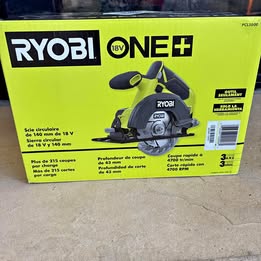 PCL500B
RYOBI
18V
ONE+
OUTIL
SEULEMENT
SOLO LA
HERRAMIENTA
RYOBI
RYOBI
Scie circulaire
de 140 mm de 18 V
Sierra circular
de 18 V y 140 mm
Plus de 215 coupes
par charge
Más de 215 cortes
por carga
Profondeur de coupe
de 43 mm
Profundidad de corte
de 43 mm
Coupe rapide à
4700 tr/min
Corte rápido con
4700 RPM
3
3